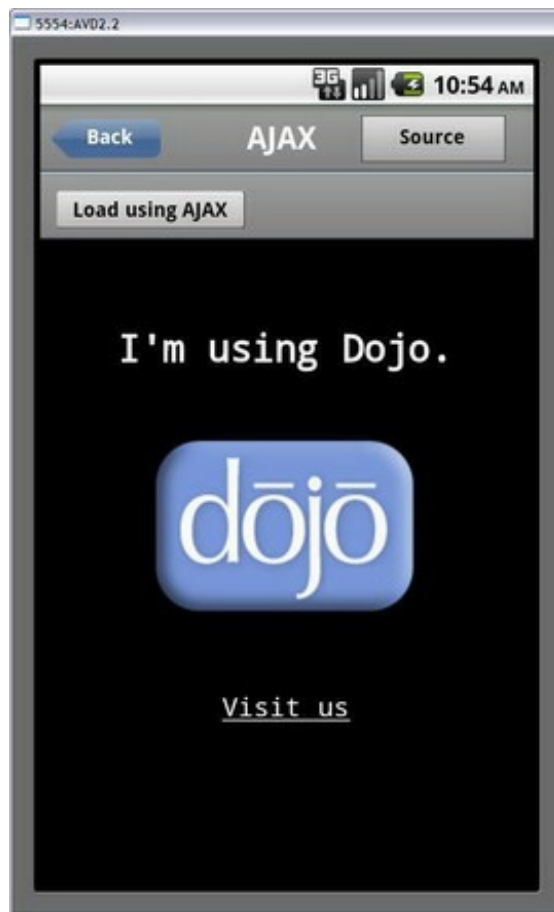 5554:AVD2.2
3G 10:54 AM
Back AJAX Source
Load using AJAX
I'm using Dojo.
dōjō
Visit us